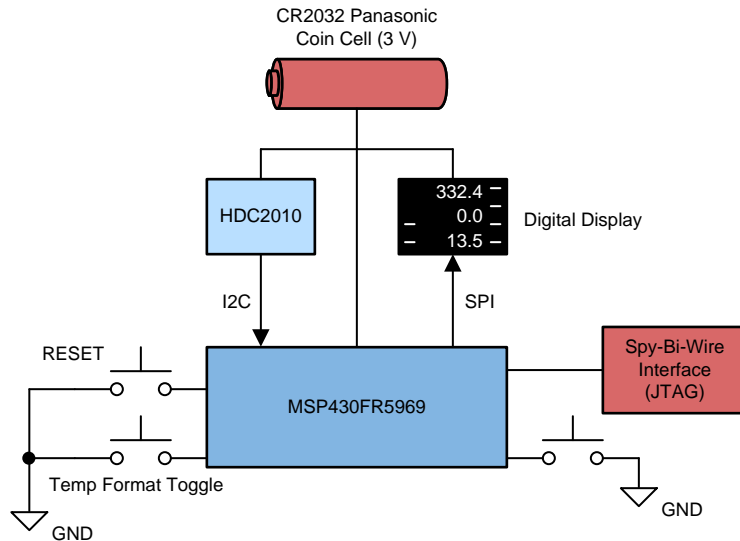 CR2032 Panasonic
Coin Cell (3 V)
HDC2010
332.4
0.0
13.5
Digital Display
I2C
SPI
RESET
MSP430FR5969
Spy-Bi-Wire
Interface
(JTAG)
Temp Format Toggle
GND
GND